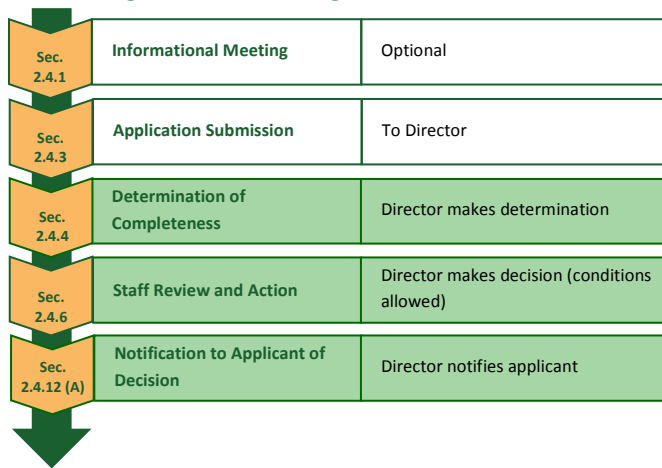 Sec.
2.4.1
Informational Meeting
Optional
Sec.
2.4.3
Application Submission
To Director
Sec.
2.4.4
Determination of
Completeness
Director makes determination
Sec.
2.4.6
Staff Review and Action
Director makes decision (conditions
allowed)
Sec.
2.4.12 (A)
Notification to Applicant of
Decision
Director notifies applicant